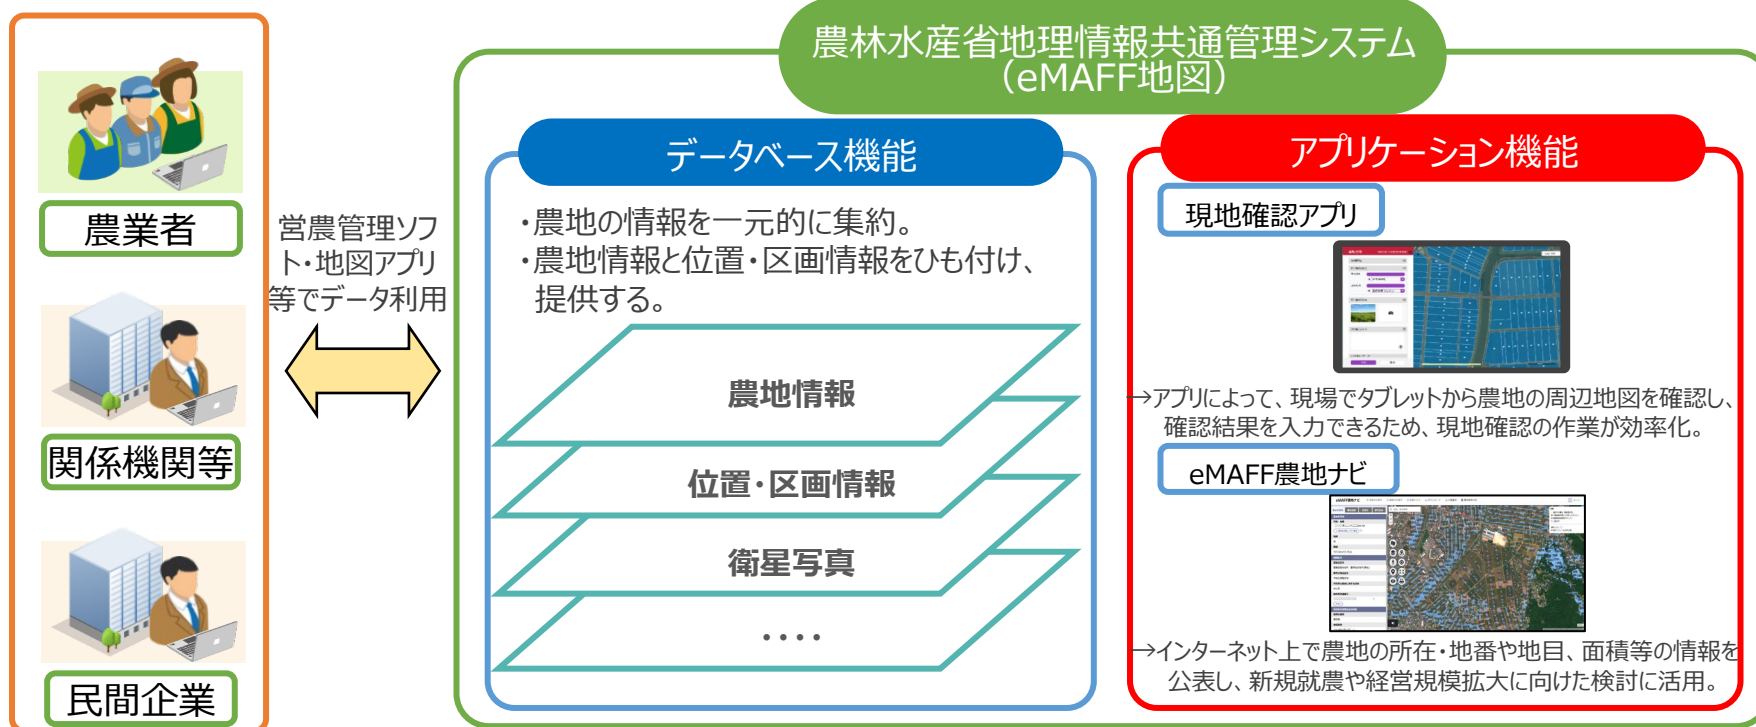 農林水産省地理情報共通管理システム
（eMAFF地図）
農業者
関係機関等
民間企業
営農管理ソフ
ト・地図アプリ
等でデータ利用
データベース機能
・農地の情報を一元的に集約。
・農地情報と位置・区画情報をひも付け、
提供する。
農地情報
位置・区画情報
衛星写真
・・・・
アプリケーション機能
現地確認アプリ
→アプリによって、現場でタブレットから農地の周辺地図を確認し、
確認結果を入力できるため、現地確認の作業が効率化。
eMAFF農地ナビ
eMAFF農地ナビ
→インターネット上で農地の所在・地番や地目、面積等の情報を
公表し、新規就農や経営規模拡大に向けた検討に活用。